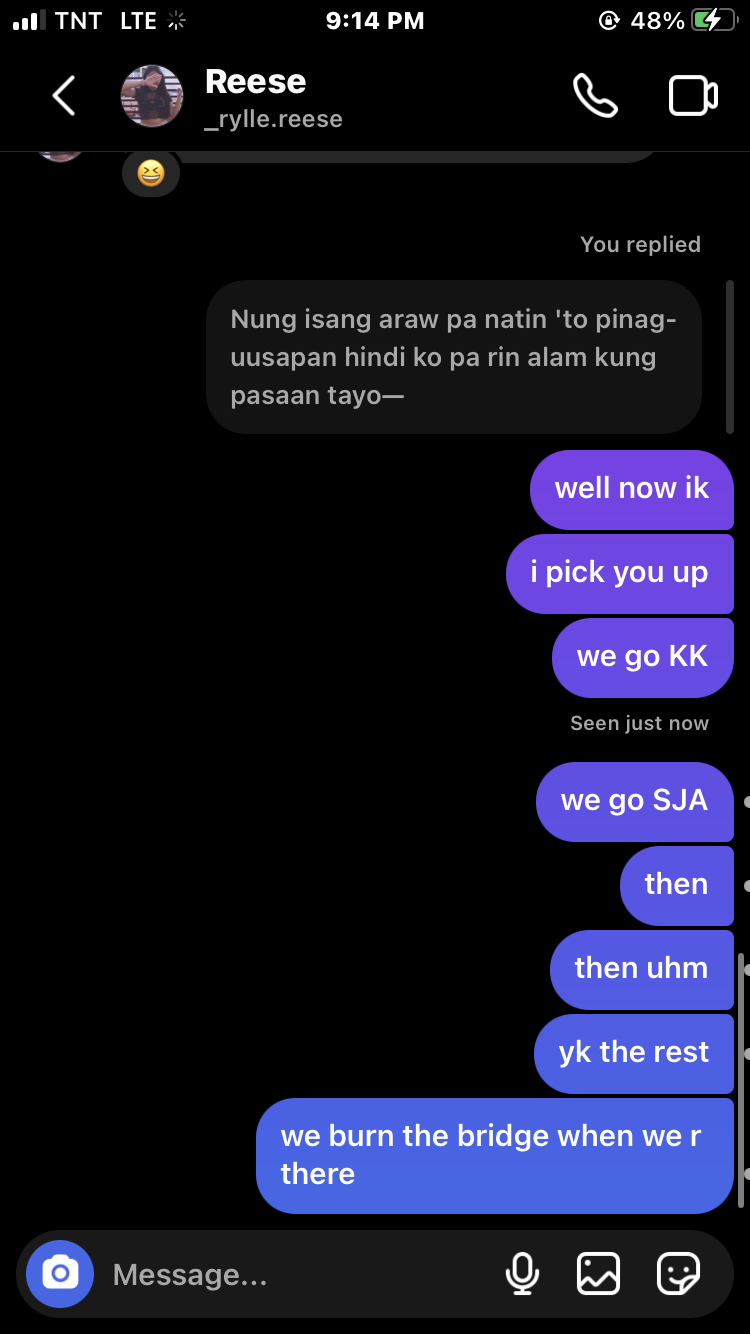 TNT LTE 9:14 PM 48%
Reese
_rylle.reese
You replied
Nung isang araw pa natin 'to pinag-
uusapan hindi ko pa rin alam kung
pasaan tayo—
well now ik
i pick you up
we go KK
Seen just now
we go SJA
then
then uhm
yk the rest
we burn the bridge when we r
there
Message...